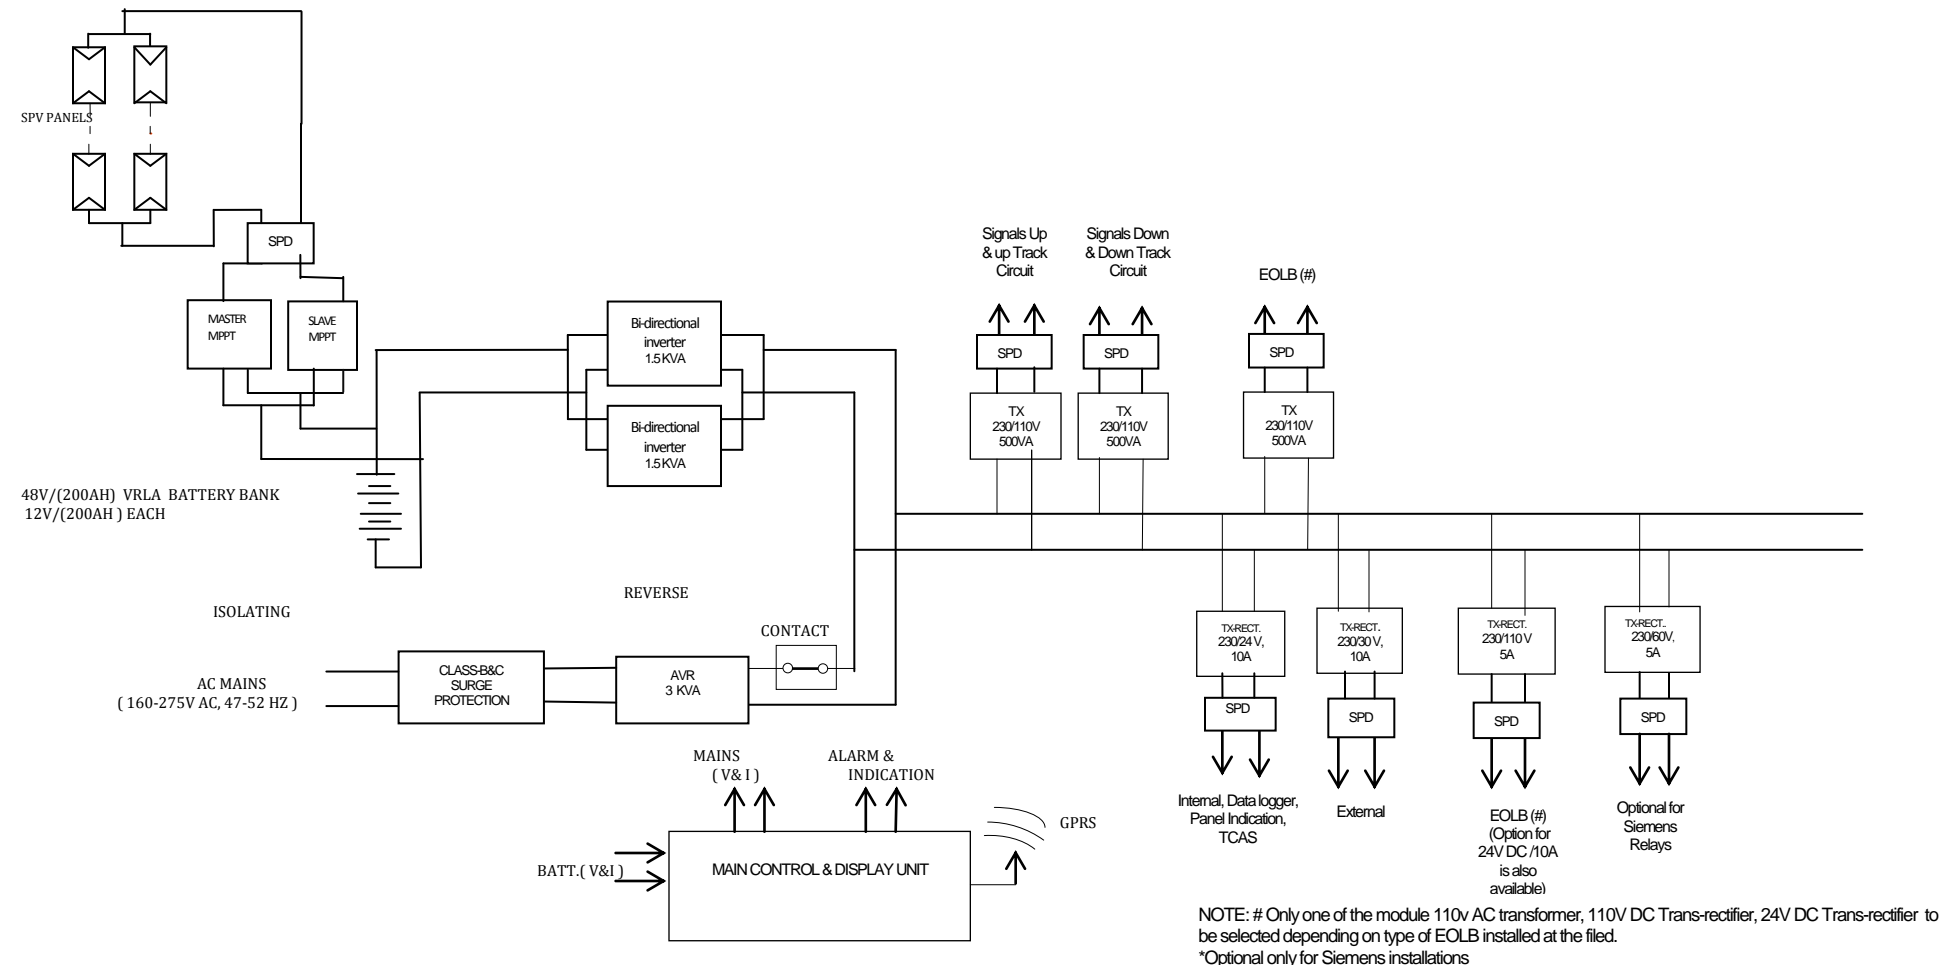 SPV PANELS
SPD
MASTER
MPPT
SLAVE
MPPT
Bi-directional
inverter
1.5 KVA
Bi-directional
inverter
1.5 KVA
48V/(200AH) VRLA BATTERY BANK
12V/(200AH ) EACH
Signals Up
& up Track
Circuit
SPD
TX
230/110V
500VA
Signals Down
& Down Track
Circuit
SPD
TX
230/110V
500VA
EOLB (#)
SPD
TX
230/110V
500VA
ISOLATING
REVERSE
CONTACT
AC MAINS
( 160-275V AC, 47-52 HZ )
CLASS-B&C
SURGE
PROTECTION
AVR
3 KVA
TX-RECT.
230/24 V,
10A
SPD
Internal, Data logger,
Panel Indication,
TCAS
TX-RECT.
230/30 V,
10A
SPD
External
TX-RECT.
230/110 V
5A
SPD
EOLB (#)
(Option for
24V DC /10A
is also
available)
TX-RECT..
230/60V,
5A
SPD
Optional for
Siemens
Relays
MAINS
( V& I )
ALARM &
INDICATION
GPRS
BATT.( V&I )
MAIN CONTROL & DISPLAY UNIT
NOTE: # Only one of the module 110v AC transformer, 110V DC Trans-rectifier, 24V DC Trans-rectifier to
be selected depending on type of EOLB installed at the filed.
*Optional only for Siemens installations